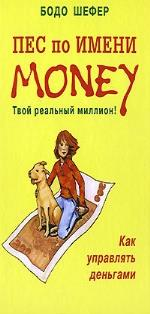 БОДО ШЕФЕР
ПЕС по ИМЕНИ
MONEY
Твой реальный миллион!
Как
управлять
деньгами